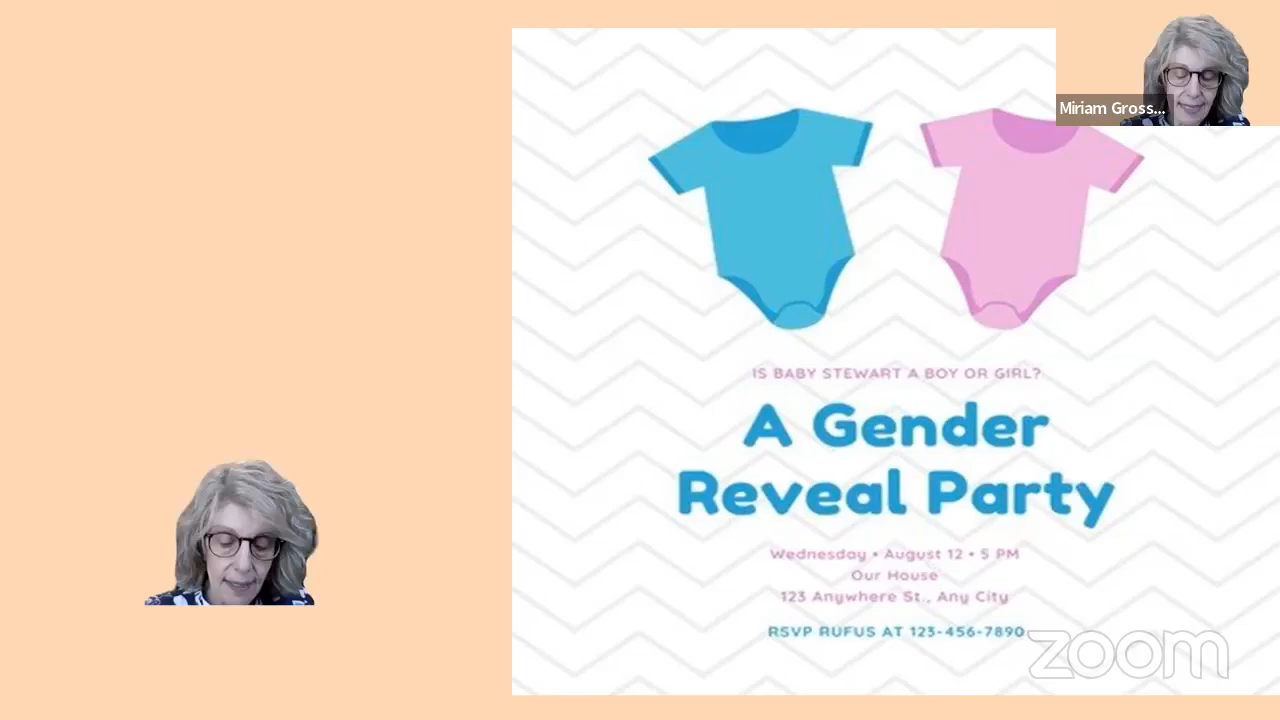 Miriam Gross...
IS BABY STEWART A BOY OR GIRL?
A Gender
Reveal Party
Wednesday • August 12 • 5 PM
Our House
123 Anywhere St., Any City
RSVP RUFUS AT 123-456-7890
zoom